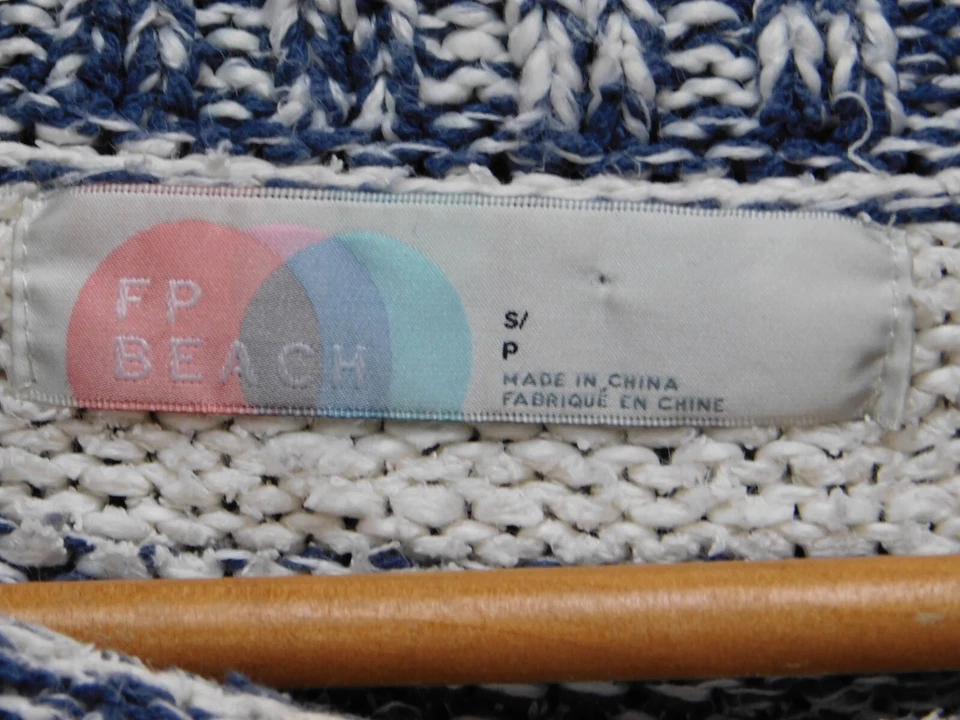 FP
BEACH
S/
P
MADE IN CHINA
FABRIQUÉ EN CHINE